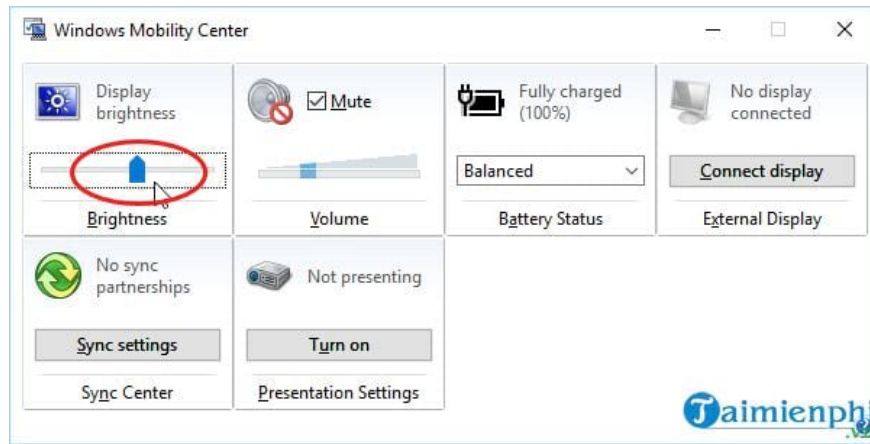 Windows Mobility Center
Display
brightness
Brightness
Mute
Volume
Fully charged
(100%)
Balanced
Battery Status
No display
connected
Connect display
External Display
No sync
partnerships
Sync settings
Sync Center
Not presenting
Turn on
Presentation Settings
Taimienphi
.v